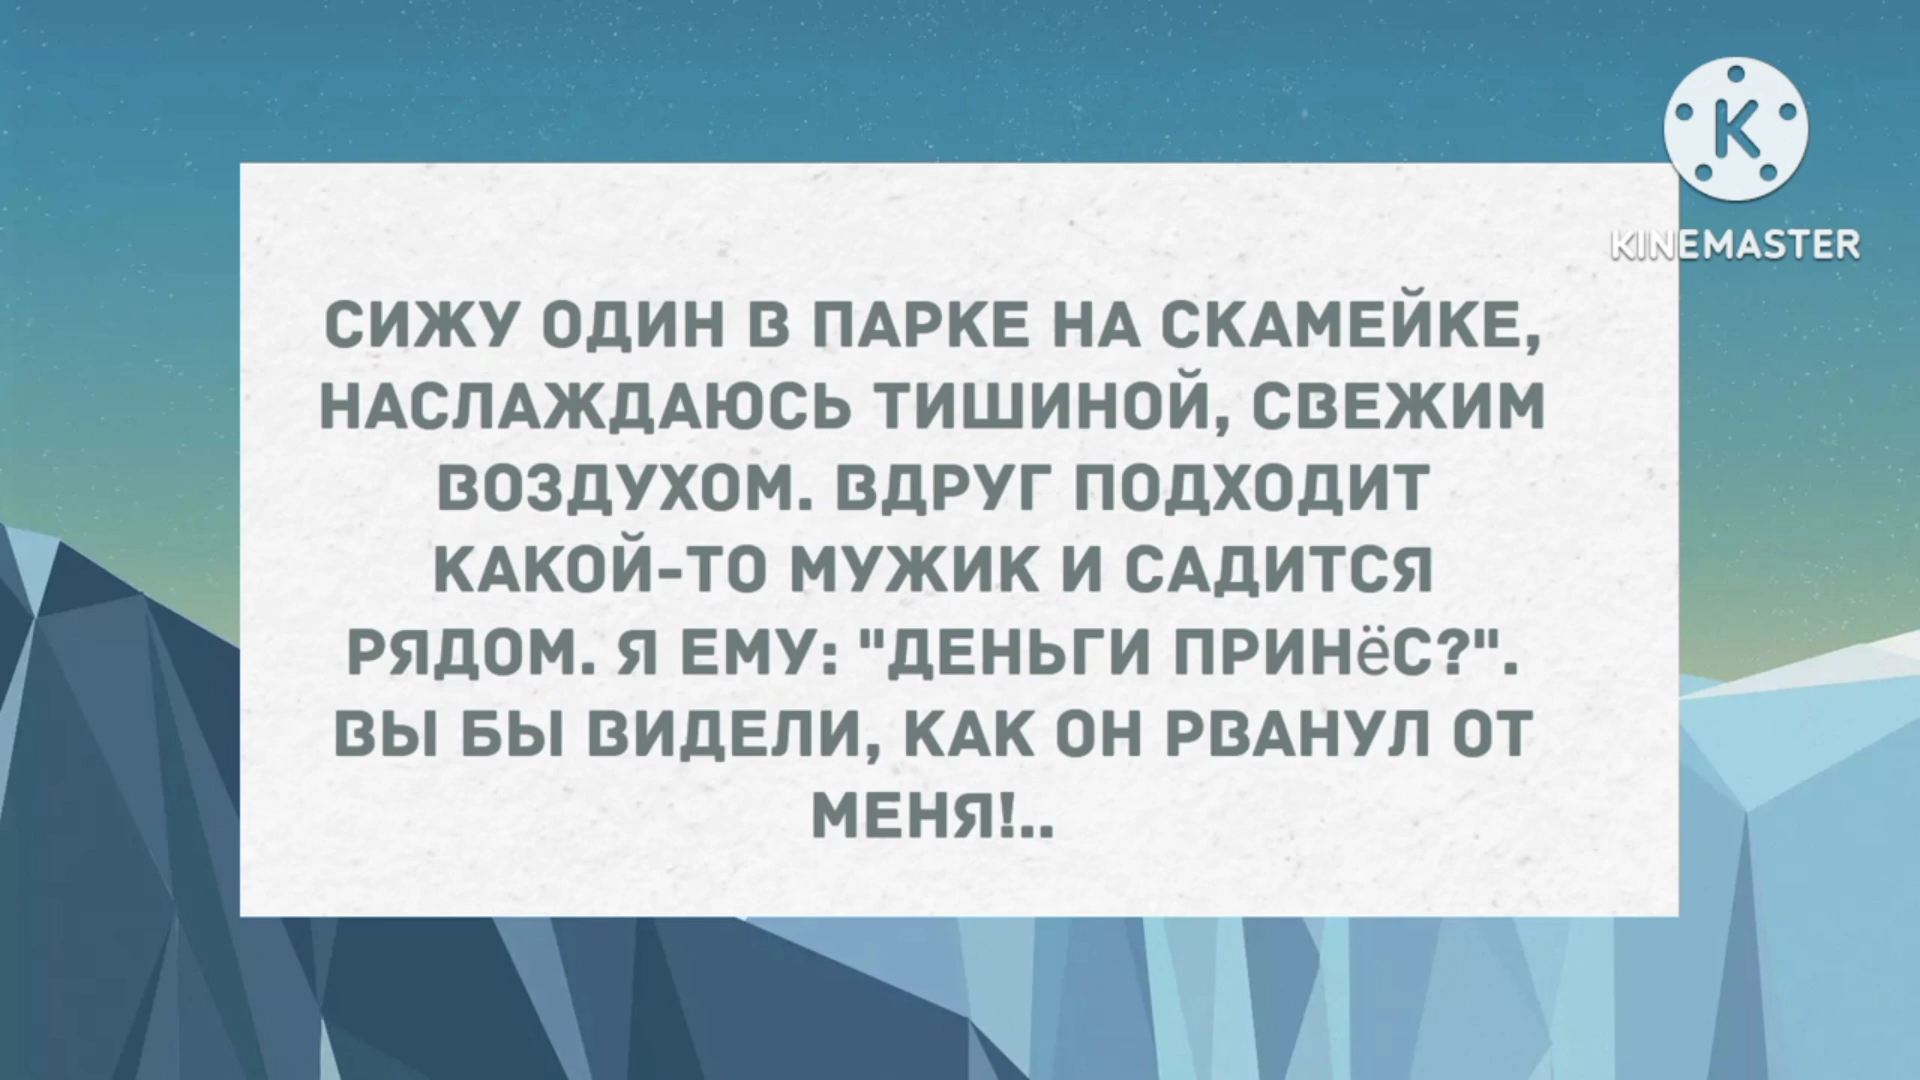 KINEMASTER
СИЖУ ОДИН В ПАРКЕ НА СКАМЕЙКЕ,
НАСЛАЖДАЮСЬ ТИШИНОЙ, СВЕЖИМ
ВОЗДУХОМ. ВДРУГ ПОДХОДИТ
КАКОЙ-ТО МУЖИК И САДИТСЯ
РЯДОМ. Я ЕМУ: "ДЕНЬГИ ПРИНёС?".
ВЫ БЫ ВИДЕЛИ, КАК ОН РВАНУЛ ОТ
МЕНЯ!..